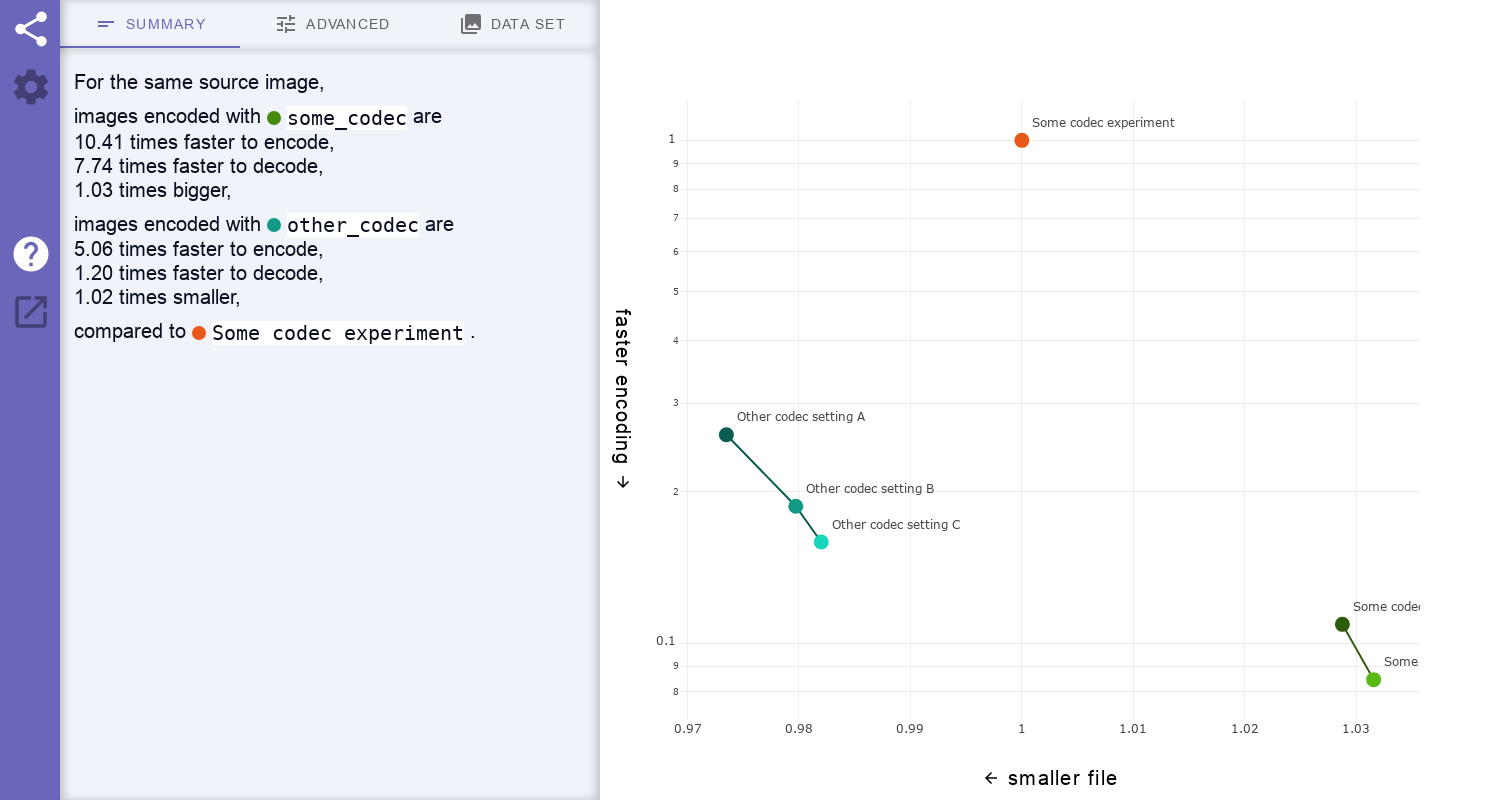 SUMMARY
ADVANCED
DATA SET
For the same source image,
images encoded with some_codec are
10.41 times faster to encode,
7.74 times faster to decode,
1.03 times bigger,
images encoded with other_codec are
5.06 times faster to encode,
1.20 times faster to decode,
1.02 times smaller,
compared to Some codec experiment .
faster encoding
Some codec experiment
Other codec setting A
Other codec setting B
Other codec setting C
Some codec
Some
1
9
8
7
6
5
4
3
2
0.1
9
8
0.97
0.98
0.99
1
1.01
1.02
1.03
← smaller file